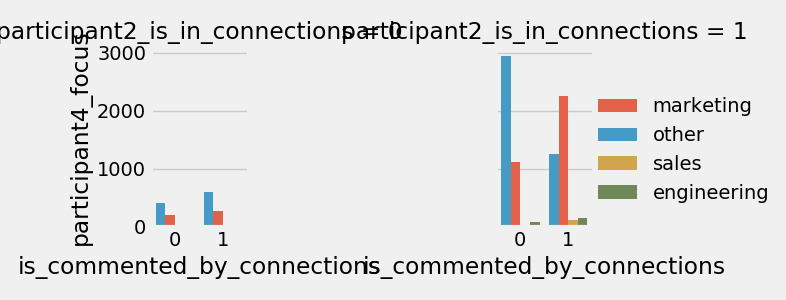 participant2_is_in_connections = 0
participant2_is_in_connections = 1
participant4_focus
3000
2000
1000
0
0
1
0
1
is_commented_by_connections
is_commented_by_connections
marketing
other
sales
engineering